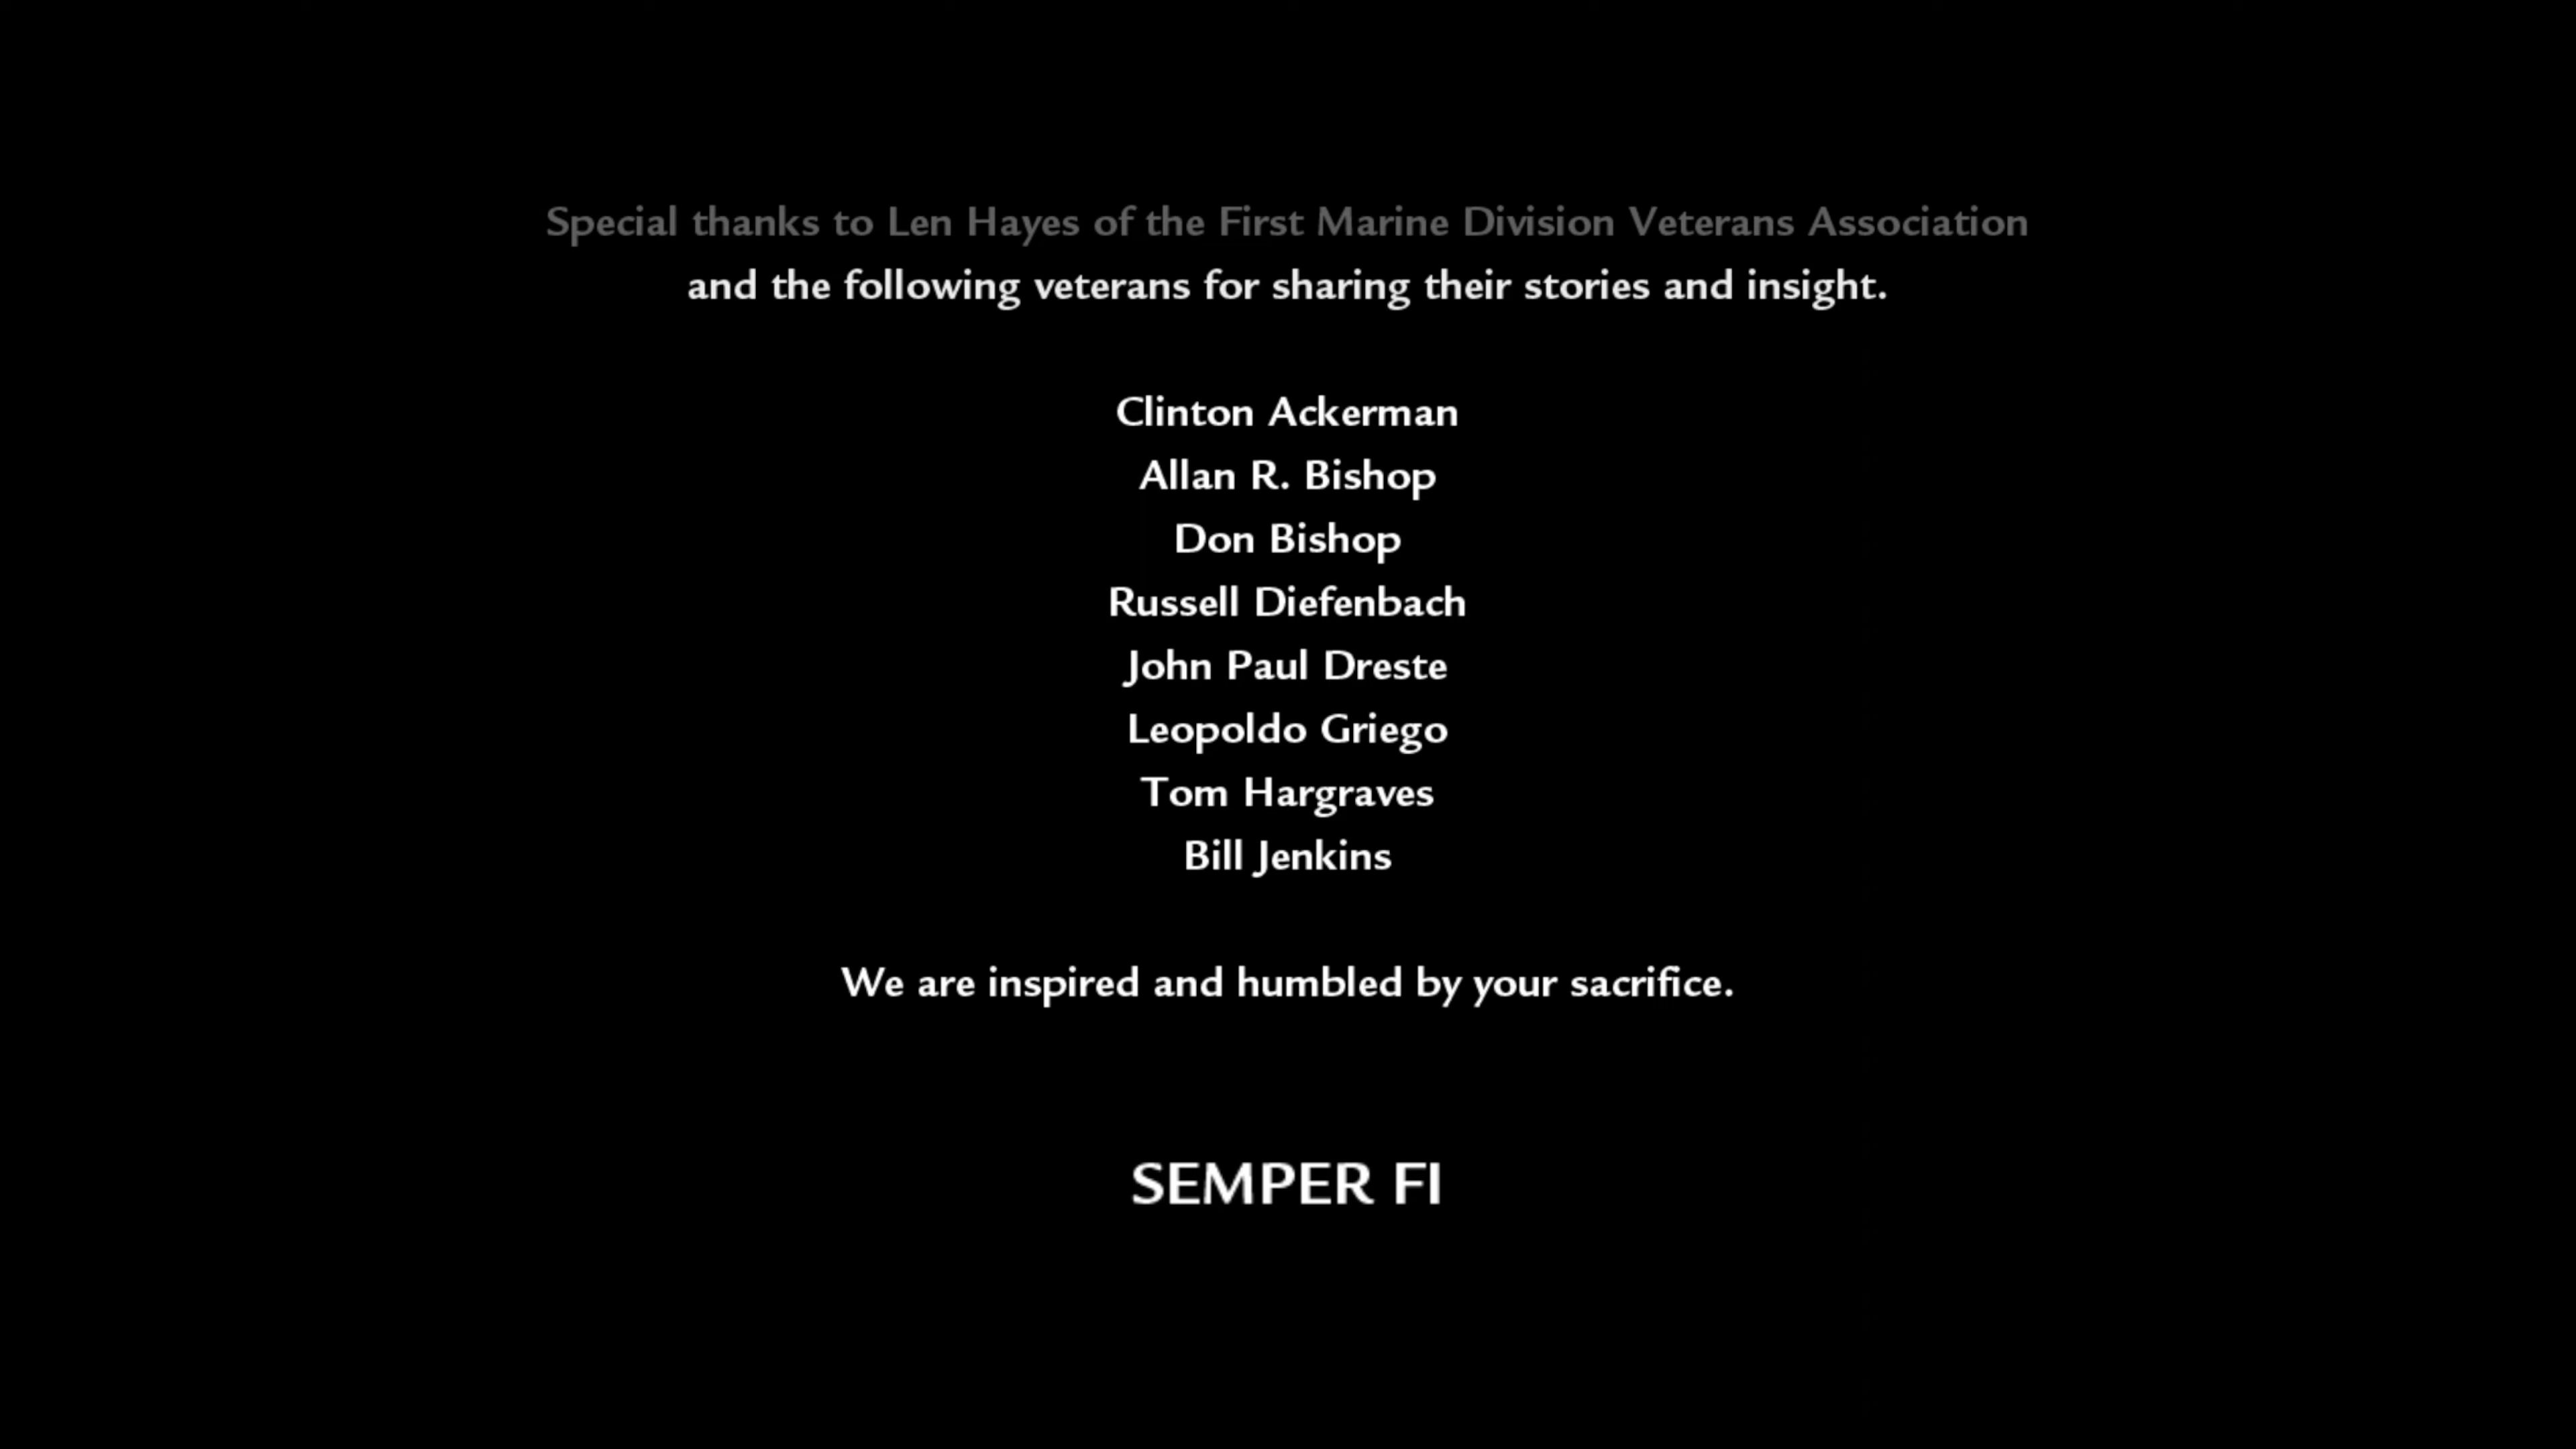 Special thanks to Len Hayes of the First Marine Division Veterans Association
and the following veterans for sharing their stories and insight.
Clinton Ackerman
Allan R. Bishop
Don Bishop
Russell Diefenbach
John Paul Dreste
Leopoldo Griego
Tom Hargraves
Bill Jenkins
We are inspired and humbled by your sacrifice.
SEMPER FI